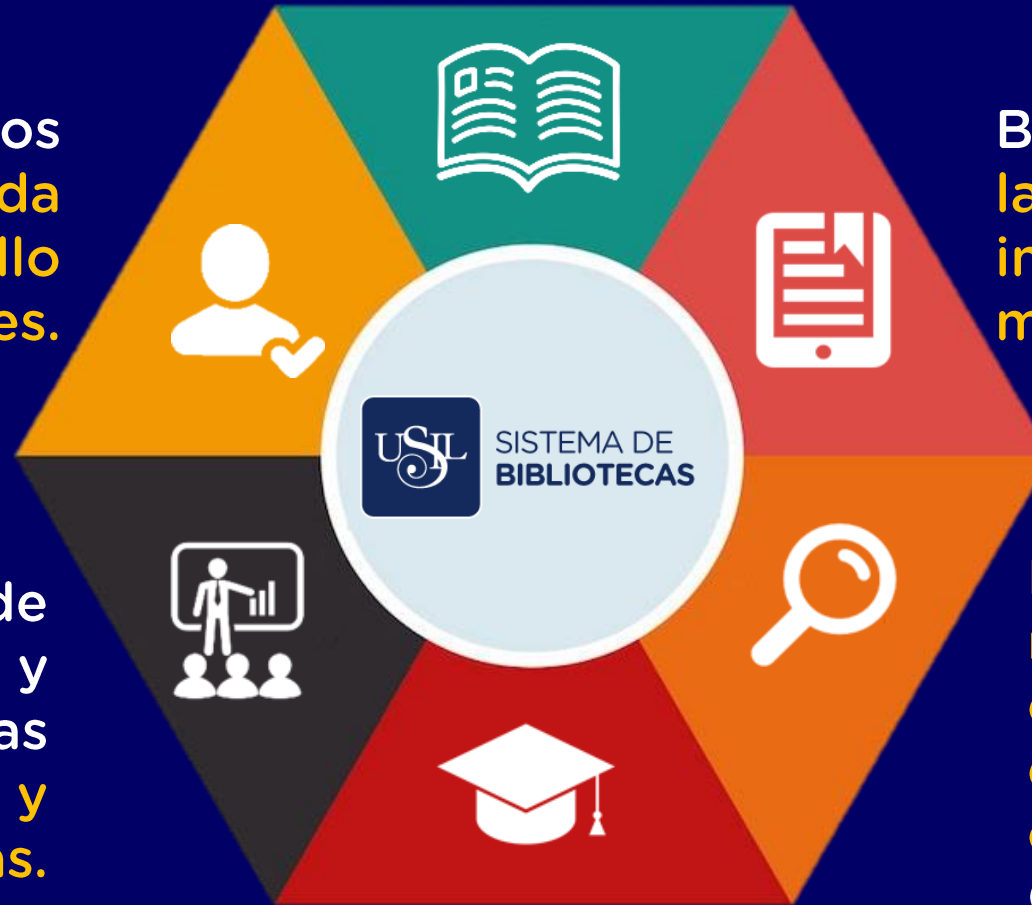 os
da
llo
es.
B
la
in
m
USIL
SISTEMA DE
BIBLIOTECAS
de
y
as
y
as.